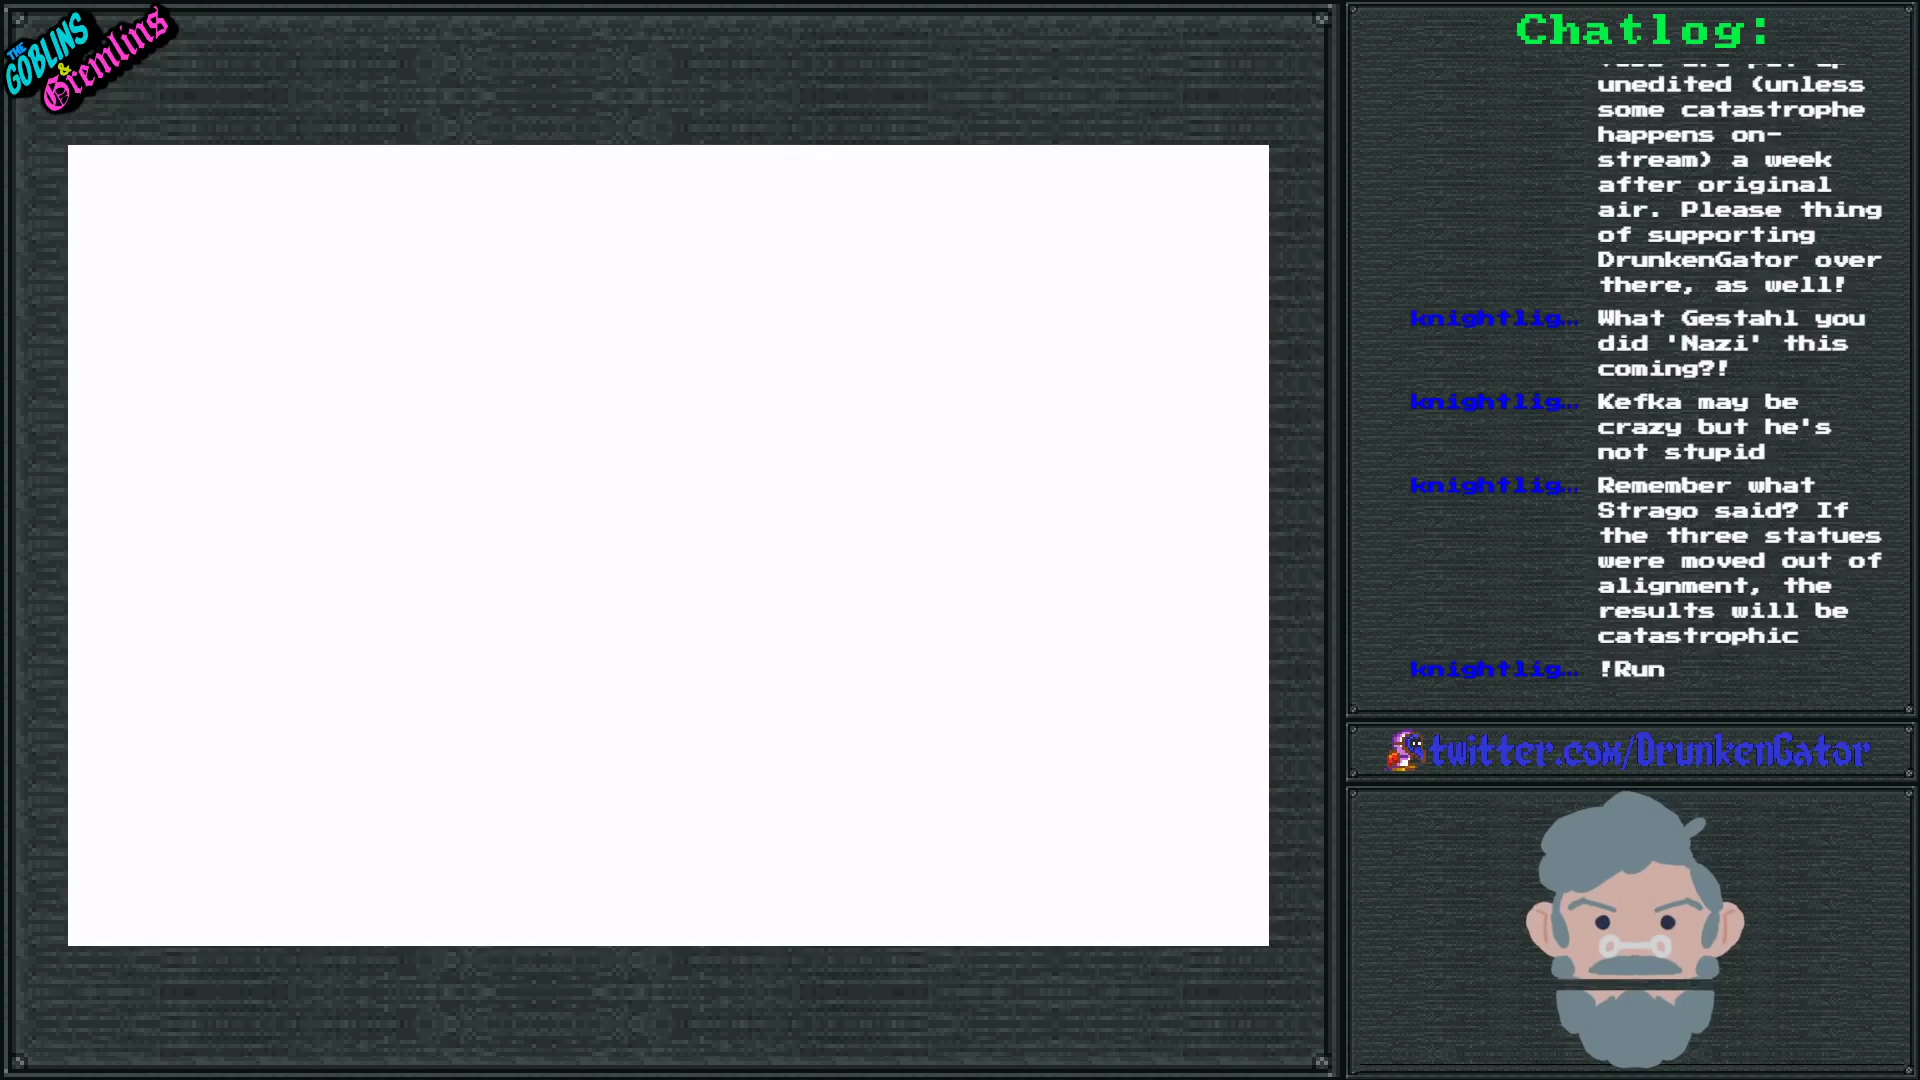 THE
GOBLINS
&
Gremlins
Chatlog:
unedited (unless
some catastrophe
happens on-
stream) a week
after original
air. Please thing
of supporting
DrunkenGator over
there, as well!
knightlig… What Gestahl you
did 'Nazi' this
coming?!
knightlig… Kefka may be
crazy but he's
not stupid
knightlig… Remember what
Strago said? If
the three statues
were moved out of
alignment, the
results will be
catastrophic
knightlig… !Run
twitter.com/DrunkenGator